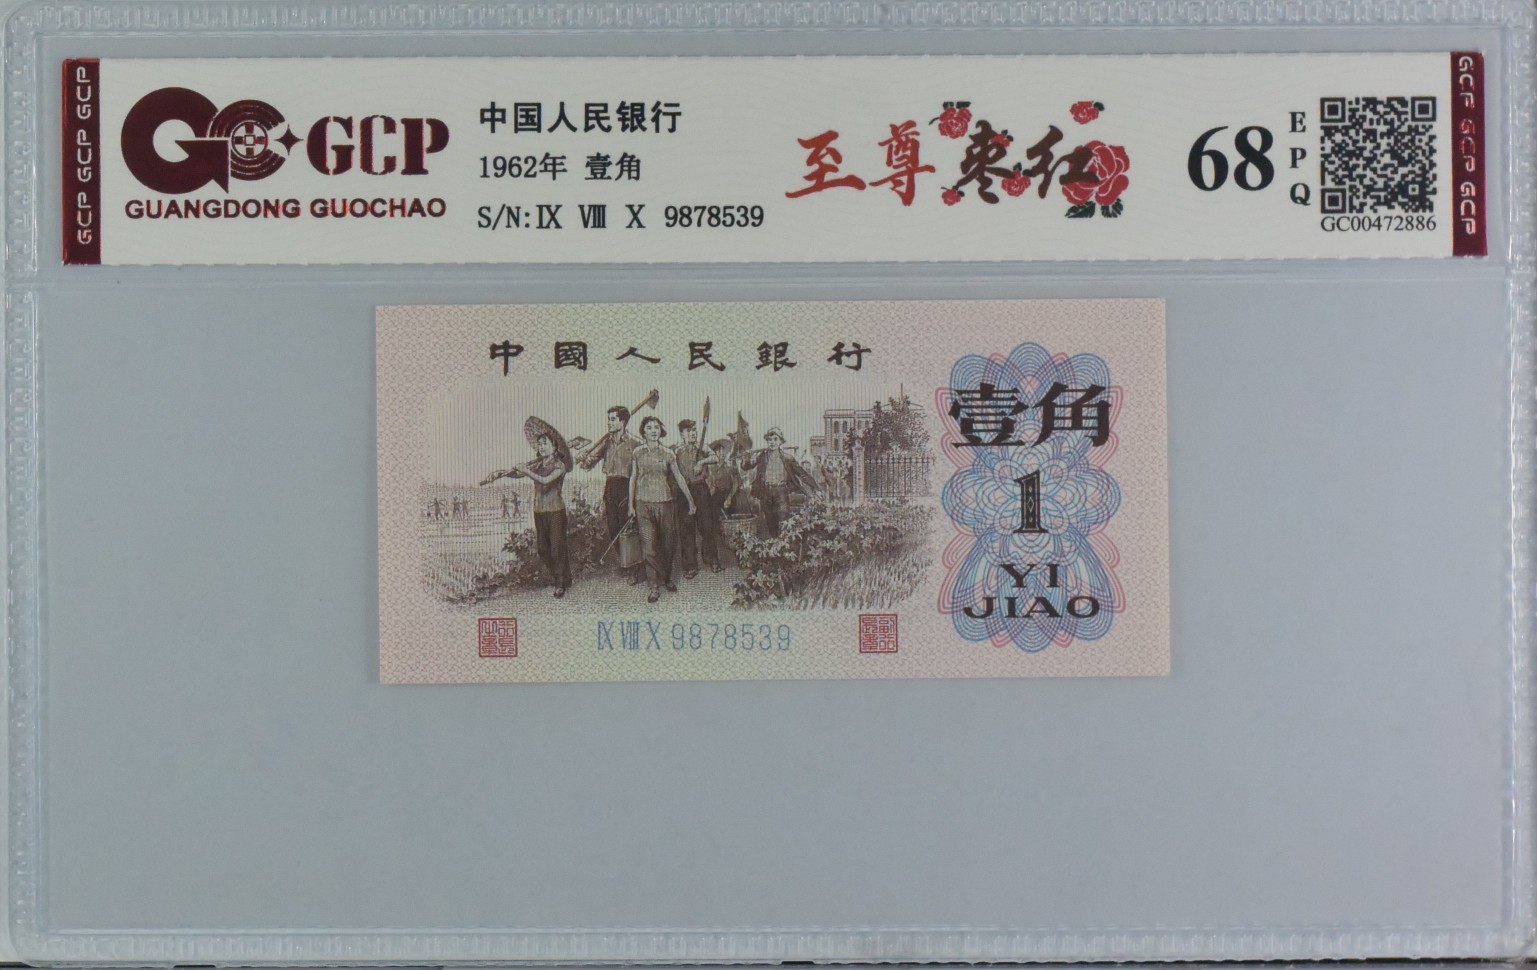 GCP GCP GCP
GCP
GUANGDONG GUOCHAO
中国人民银行
1962年 壹角
S/N:Ⅸ Ⅷ Ⅹ 9878539
至尊枣红
68
EPQ
GC00472886
GCP GCP GCP
中國人民銀行
壹角
1
YI
JIAO
Ⅸ Ⅷ Ⅹ 9878539